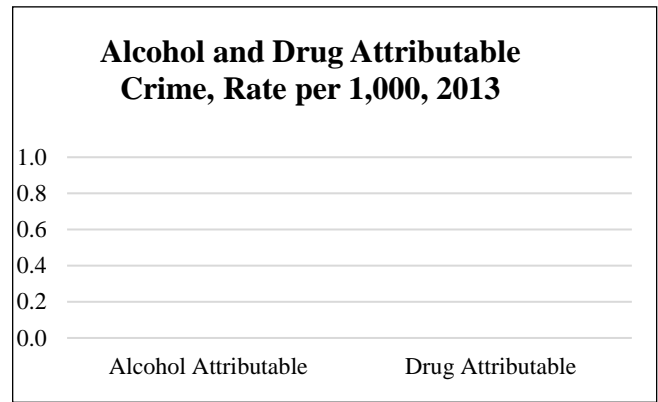 Alcohol and Drug Attributable
Crime, Rate per 1,000, 2013
1.0
0.8
0.6
0.4
0.2
0.0
Alcohol Attributable Drug Attributable